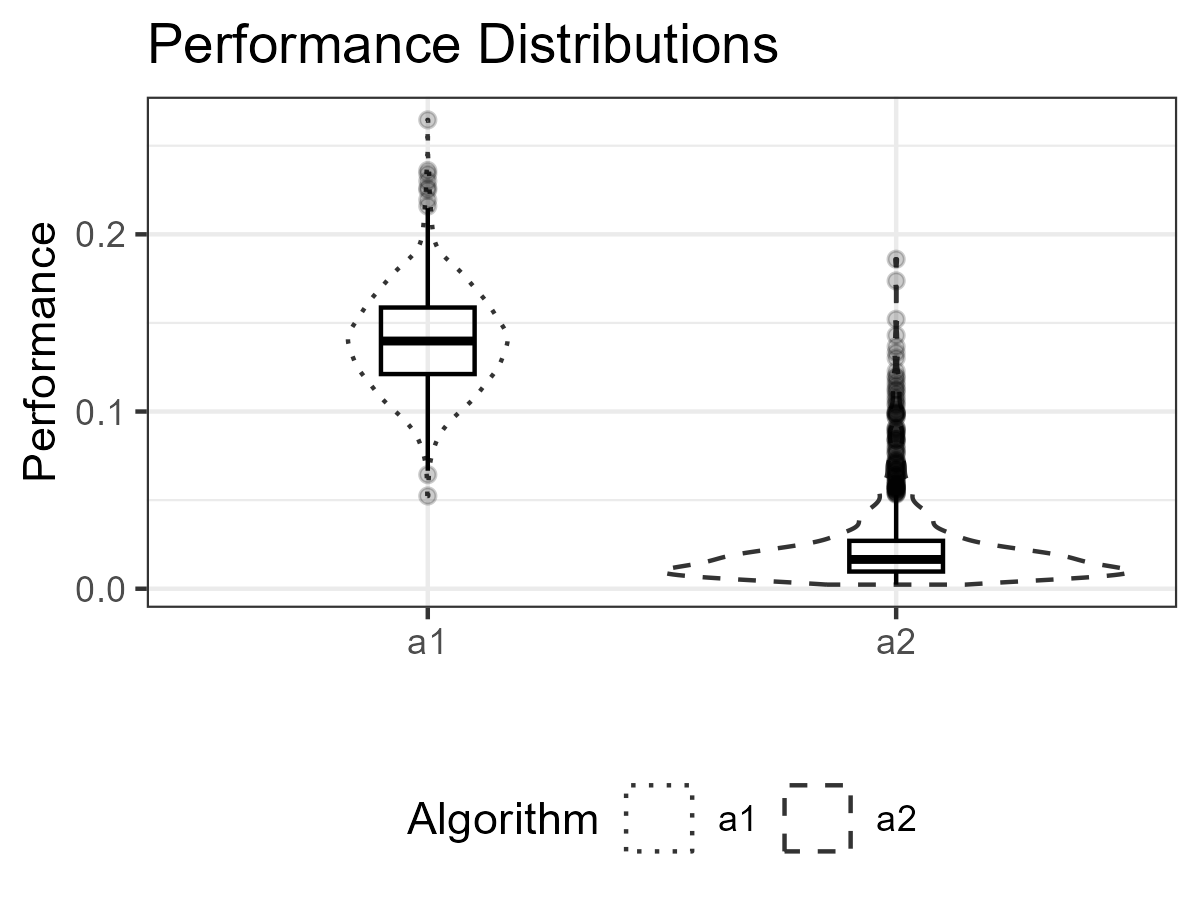 Performance Distributions
Performance
0.2
0.1
0.0
a1 a2
Algorithm a1 a2